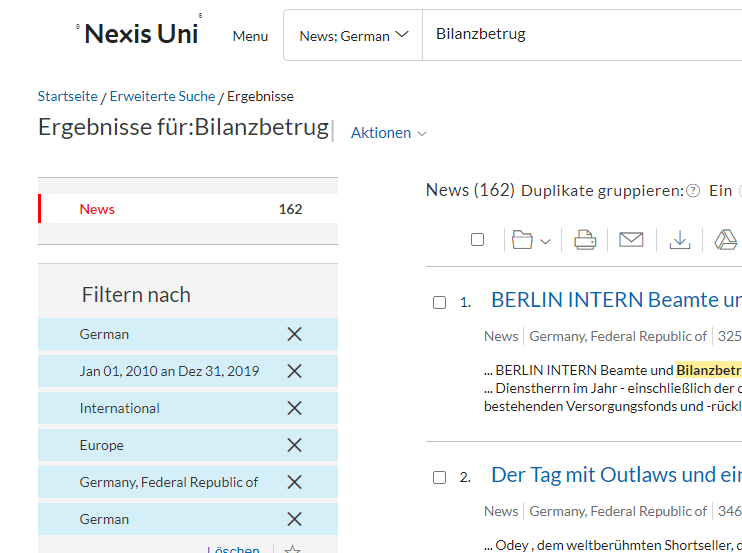 Nexis Uni® Menu News; German Bilanzbetrug
Startseite / Erweiterte Suche / Ergebnisse
Ergebnisse für:Bilanzbetrug| Aktionen
News 162
News (162) Duplikate gruppieren: ? Ein
Filtern nach
German
Jan 01, 2010 an Dez 31, 2019
International
Europe
Germany, Federal Republic of
German
Löschen
1. BERLIN INTERN Beamte
News | Germany, Federal Republic of | 325
... BERLIN INTERN Beamte und Bilanzbetr
... Dienstherrn im Jahr - einschließlich der
bestehenden Versorgungsfonds und -rückl
2. Der Tag mit Outlaws und
News | Germany, Federal Republic of | 346
... Odey , dem weltberühmten Shortseller,